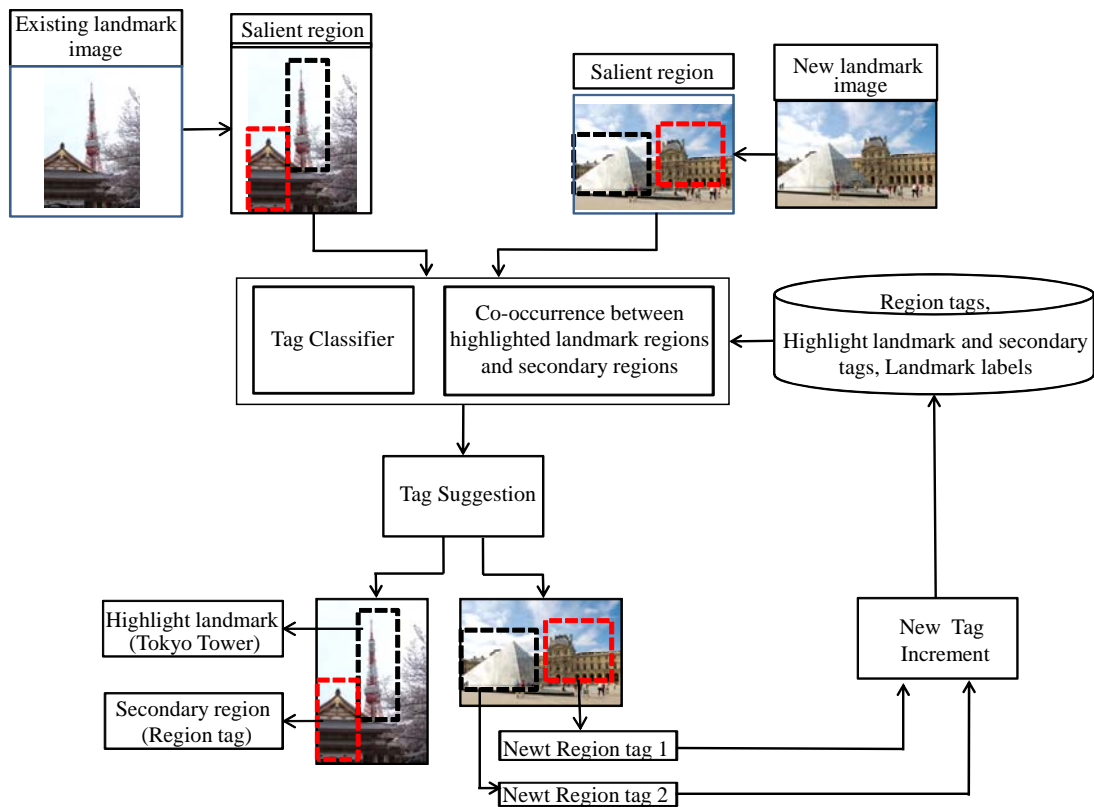 Existing landmark
image
Salient region
Salient region
New landmark
image
Tag Classifier
Co-occurrence between
highlighted landmark regions
and secondary regions
Region tags,
Highlight landmark and secondary
tags, Landmark labels
Tag Suggestion
Highlight landmark
(Tokyo Tower)
Secondary region
(Region tag)
New Tag
Increment
Newt Region tag 1
Newt Region tag 2